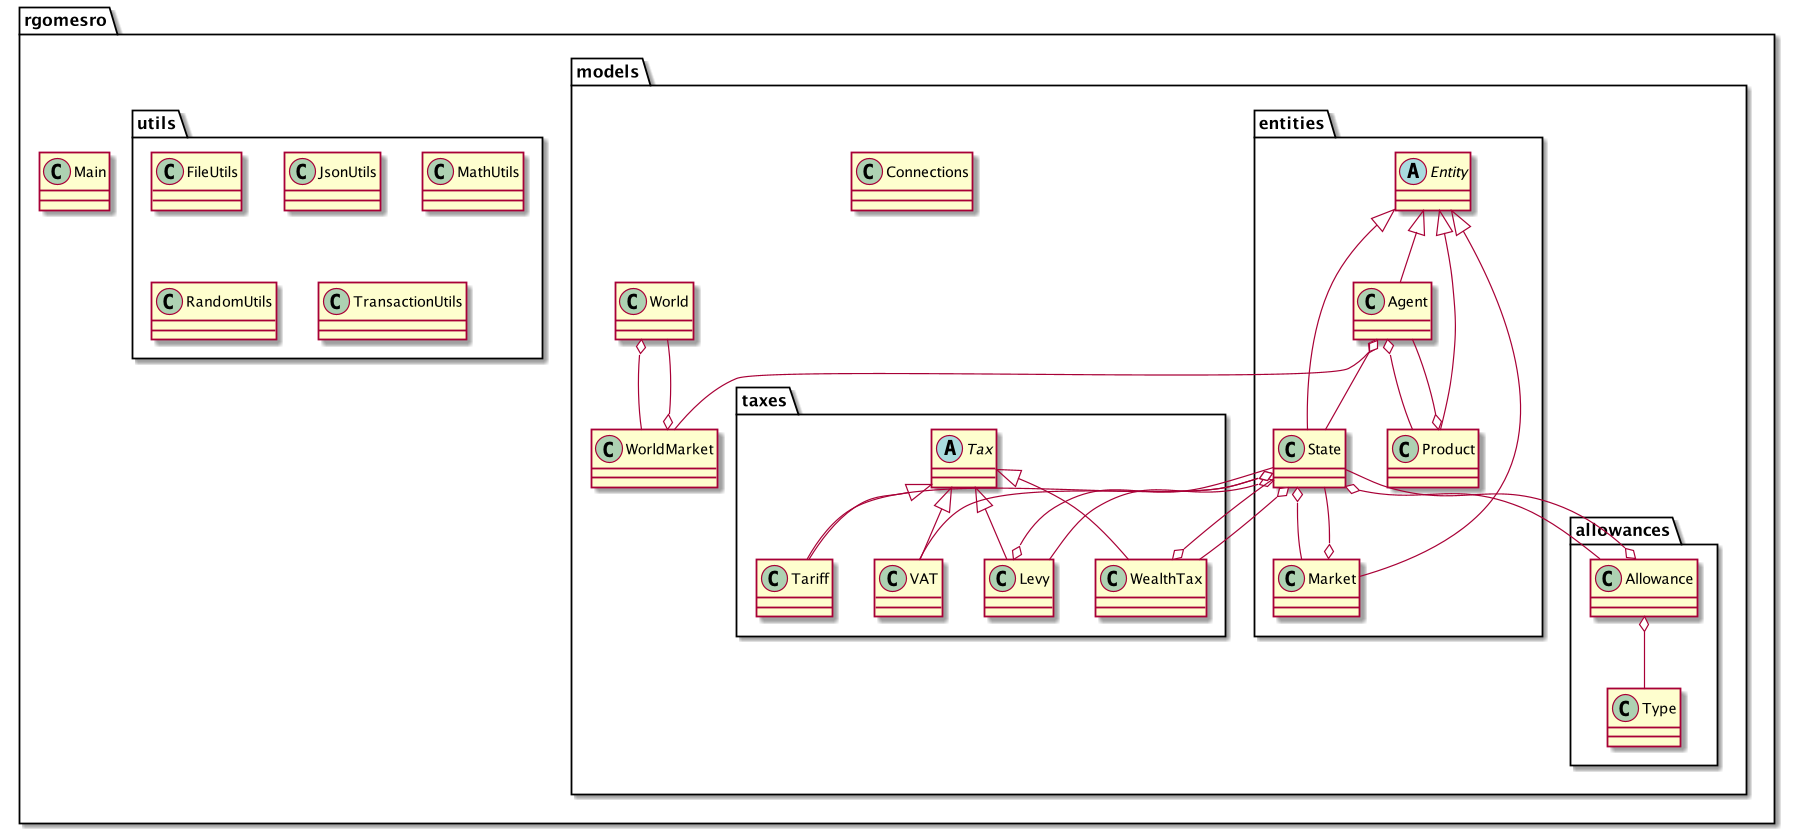 rgomesro
models
utils
entities
C Main
C FileUtils
C JsonUtils
C MathUtils
C Connections
A Entity
C RandomUtils
C TransactionUtils
C World
C Agent
taxes
C WorldMarket
A Tax
C State
C Product
allowances
C Tariff
C VAT
C Levy
C WealthTax
C Market
C Allowance
C Type